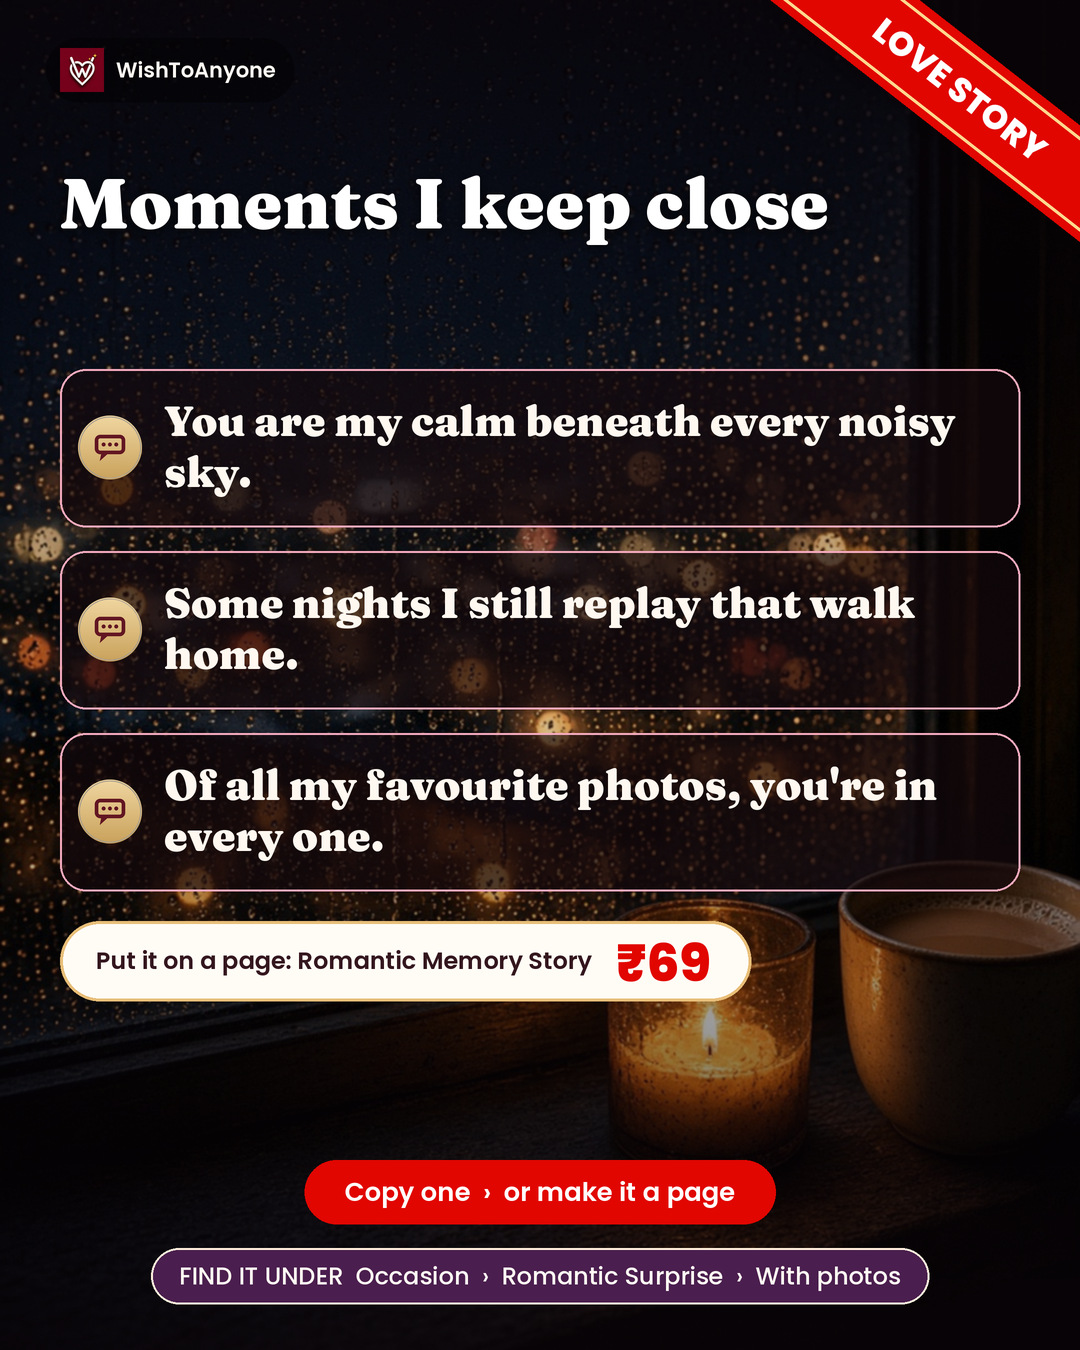 WishToAnyone
LOVE STORY
Moments I keep close
You are my calm beneath every noisy
sky.
Some nights I still replay that walk
home.
Of all my favourite photos, you're in
every one.
Put it on a page: Romantic Memory Story ₹69
Copy one › or make it a page
FIND IT UNDER Occasion › Romantic Surprise › With photos